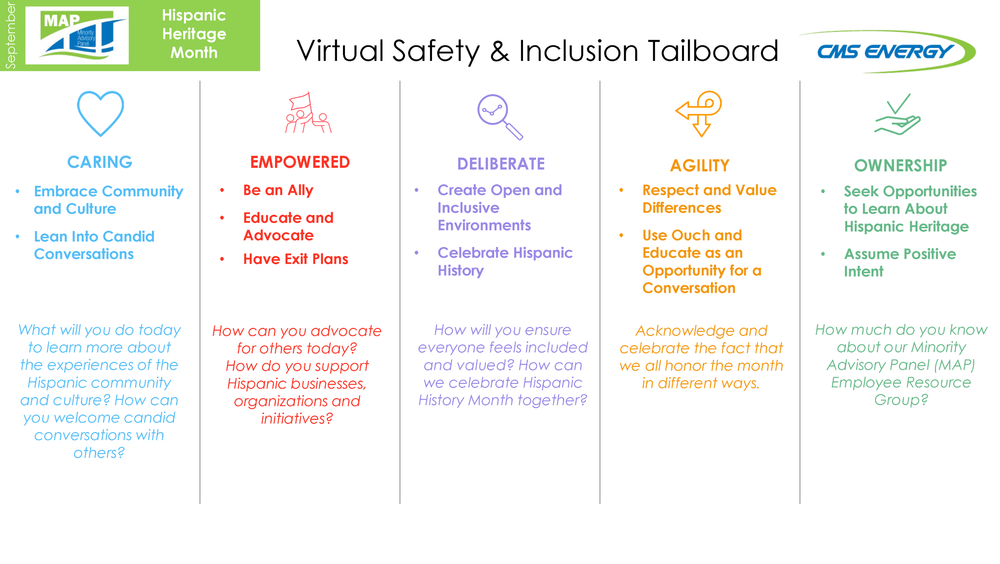 September
MAP
Minority
Advisory
Panel
Hispanic
Heritage
Month
Virtual Safety & Inclusion Tailboard
CMS ENERGY
CARING
• Embrace Community
and Culture
• Lean Into Candid
Conversations
What will you do today
to learn more about
the experiences of the
Hispanic community
and culture? How can
you welcome candid
conversations with
others?
EMPOWERED
• Be an Ally
• Educate and
Advocate
• Have Exit Plans
How can you advocate
for others today?
How do you support
Hispanic businesses,
organizations and
initiatives?
DELIBERATE
• Create Open and
Inclusive
Environments
• Celebrate Hispanic
History
How will you ensure
everyone feels included
and valued? How can
we celebrate Hispanic
History Month together?
AGILITY
• Respect and Value
Differences
• Use Ouch and
Educate as an
Opportunity for a
Conversation
Acknowledge and
celebrate the fact that
we all honor the month
in different ways.
OWNERSHIP
• Seek Opportunities
to Learn About
Hispanic Heritage
• Assume Positive
Intent
How much do you know
about our Minority
Advisory Panel (MAP)
Employee Resource
Group?